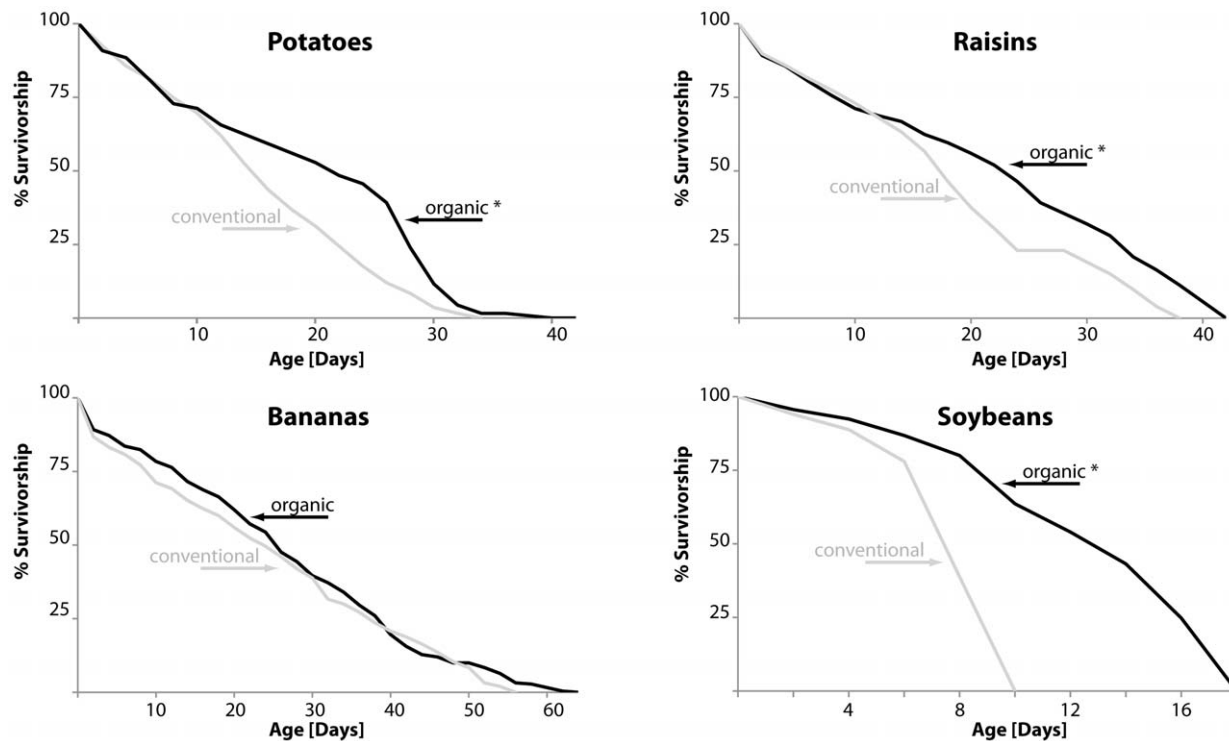 Potatoes
% Survivorship
100
75
50
25
conventional
organic *
10
20
30
40
Age [Days]
Raisins
% Survivorship
100
75
50
25
organic *
conventional
10
20
30
40
Age [Days]
Bananas
% Survivorship
100
75
50
25
organic
conventional
10
20
30
40
50
60
Age [Days]
Soybeans
% Survivorship
100
75
50
25
organic *
conventional
4
8
12
16
Age [Days]